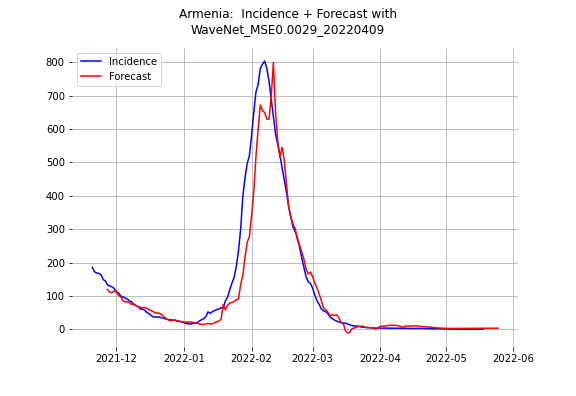 Armenia:  Incidence + Forecast with
WaveNet_MSE0.0029_20220409
Incidence
Forecast
800
700
600
500
400
300
200
100
0
2021-12 2022-01 2022-02 2022-03 2022-04 2022-05 2022-06